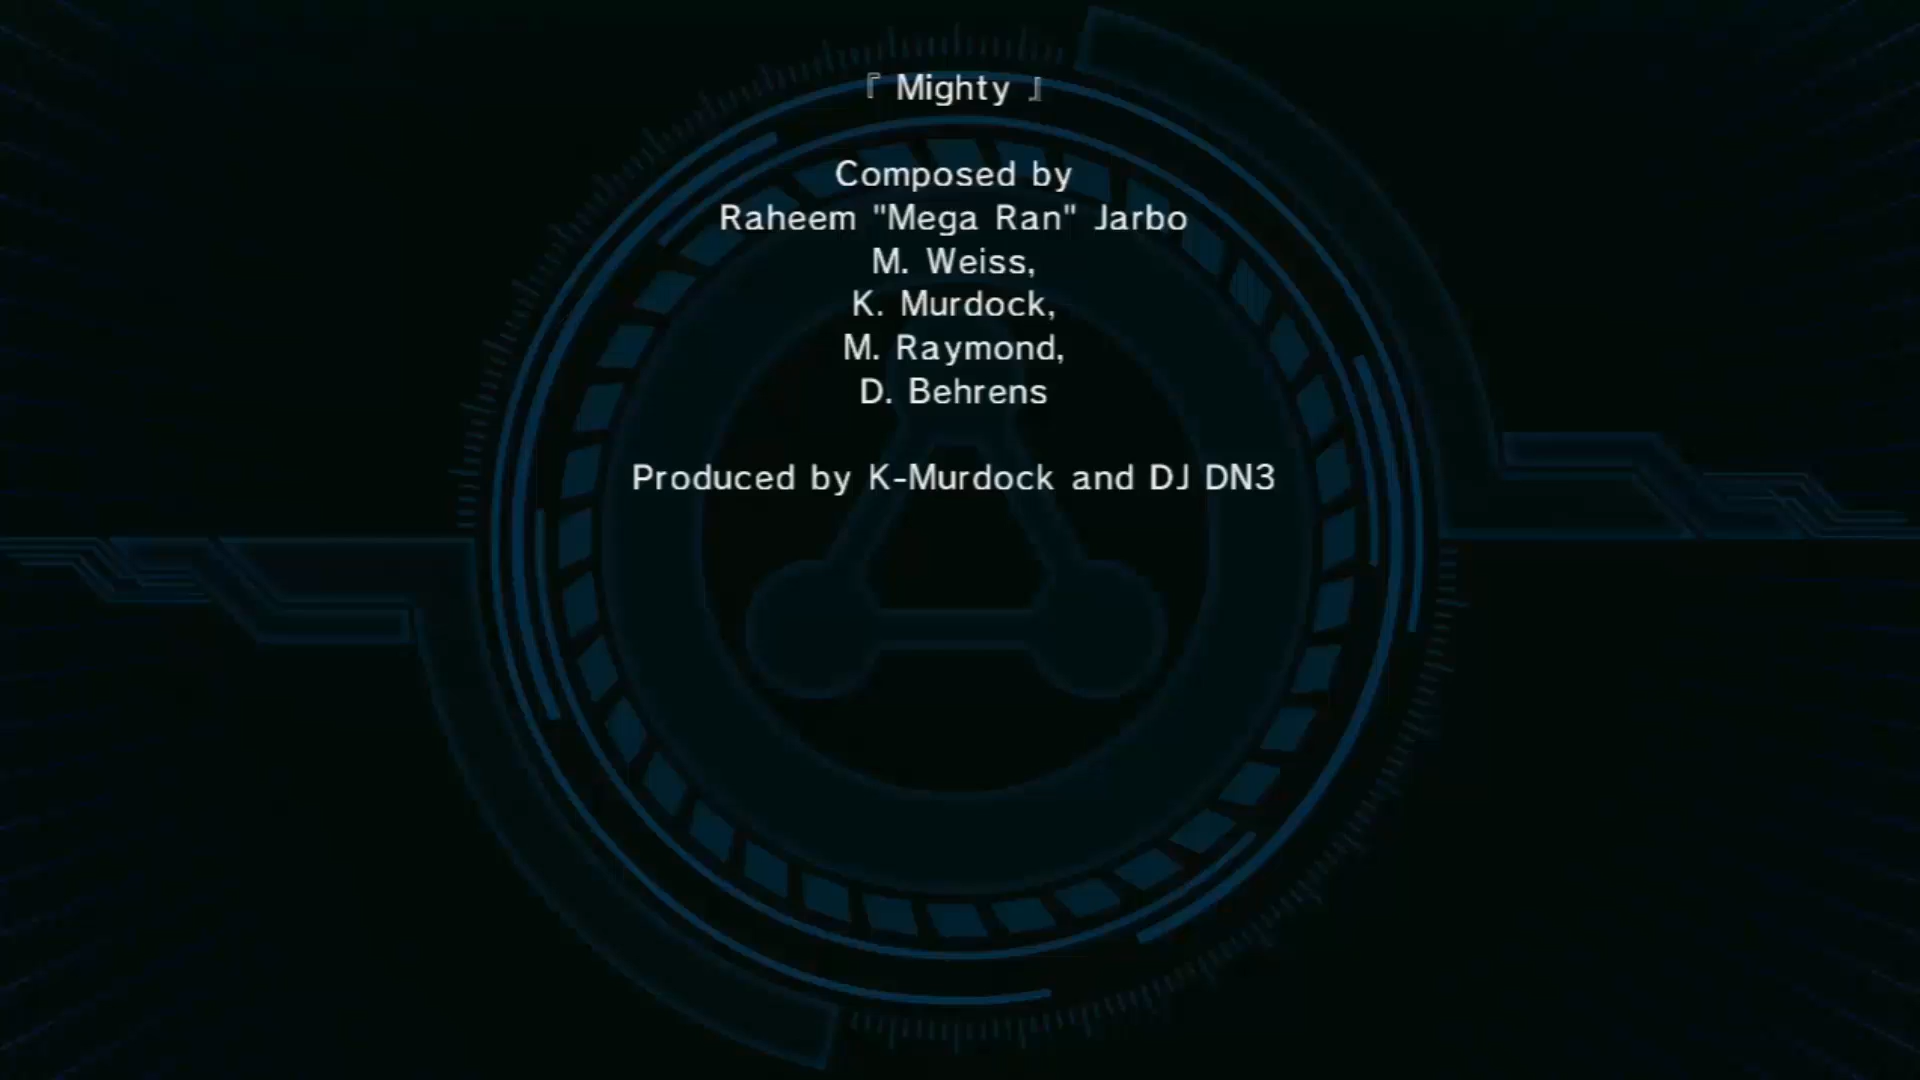 『 Mighty 』
Composed by
Raheem "Mega Ran" Jarbo
M. Weiss,
K. Murdock,
M. Raymond,
D. Behrens
Produced by K-Murdock and DJ DN3